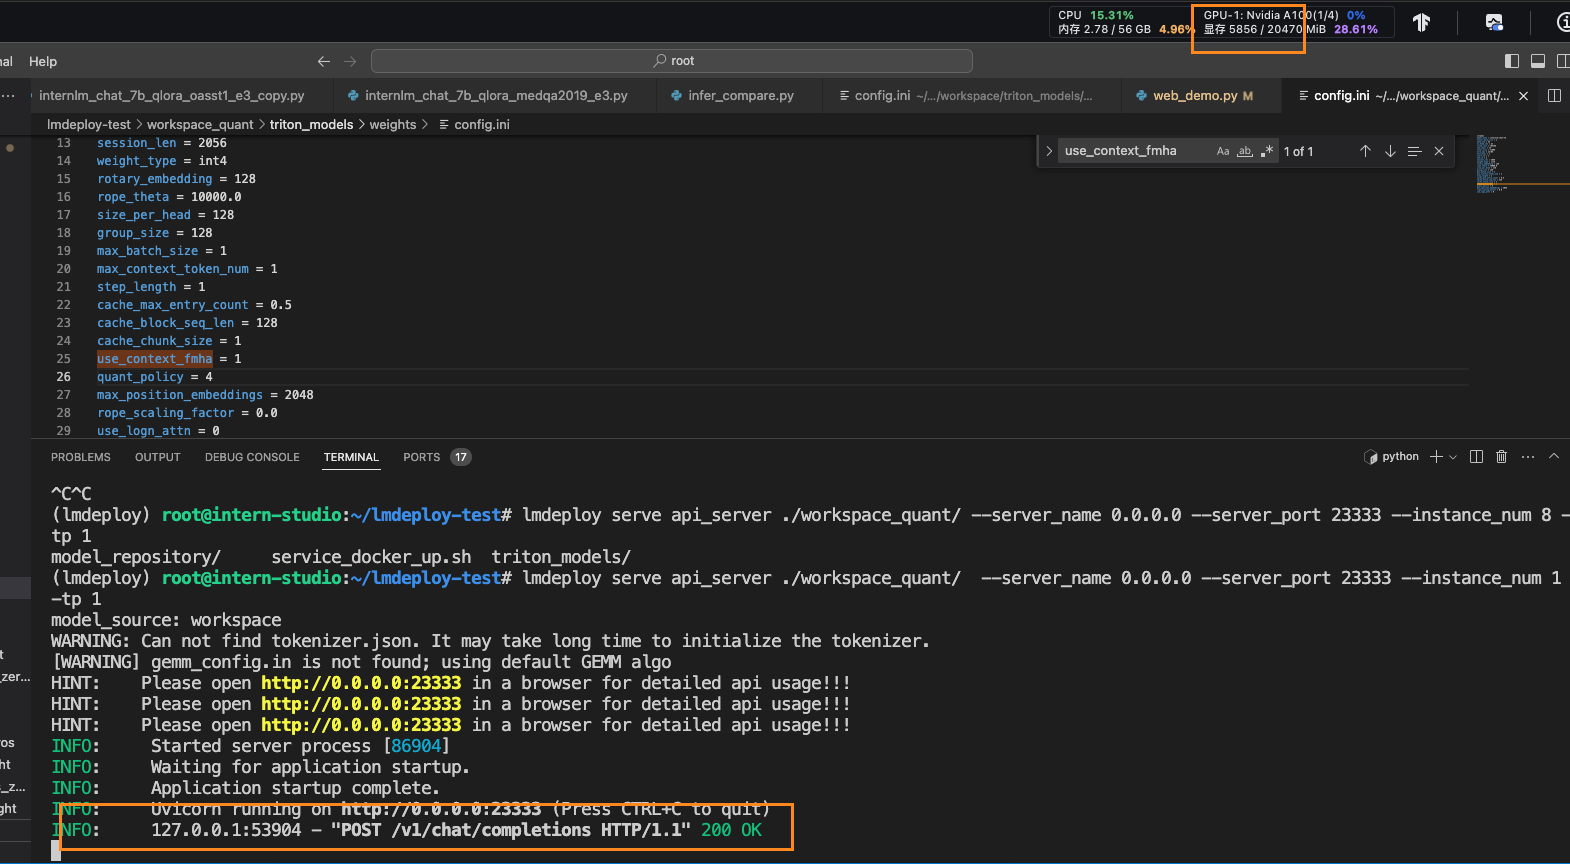 CPU 15.31% GPU-1: Nvidia A100(1/4) 0%
内存 2.78 / 56 GB 4.96% 显存 5856 / 20470 MiB 28.61%
nal Help root
internlm_chat_7b_qlora_oasst1_e3_copy.py internlm_chat_7b_qlora_medqa2019_e3.py infer_compare.py config.ini ~/.../workspace/triton_models/... web_demo.py M config.ini ~/.../workspace_quant/...
lmdeploy-test > workspace_quant > triton_models > weights > config.ini
use_context_fmha Aa ab .* 1 of 1
13 session_len = 2056
14 weight_type = int4
15 rotary_embedding = 128
16 rope_theta = 10000.0
17 size_per_head = 128
18 group_size = 128
19 max_batch_size = 1
20 max_context_token_num = 1
21 step_length = 1
22 cache_max_entry_count = 0.5
23 cache_block_seq_len = 128
24 cache_chunk_size = 1
25 use_context_fmha = 1
26 quant_policy = 4
27 max_position_embeddings = 2048
28 rope_scaling_factor = 0.0
29 use_logn_attn = 0
PROBLEMS OUTPUT DEBUG CONSOLE TERMINAL PORTS 17 python
^C^C
(lmdeploy) root@intern-studio:~/lmdeploy-test# lmdeploy serve api_server ./workspace_quant/ --server_name 0.0.0.0 --server_port 23333 --instance_num 8 -
tp 1
model_repository/ service_docker_up.sh triton_models/
(lmdeploy) root@intern-studio:~/lmdeploy-test# lmdeploy serve api_server ./workspace_quant/ --server_name 0.0.0.0 --server_port 23333 --instance_num 1
-tp 1
model_source: workspace
WARNING: Can not find tokenizer.json. It may take long time to initialize the tokenizer.
[WARNING] gemm_config.in is not found; using default GEMM algo
HINT: Please open http://0.0.0.0:23333 in a browser for detailed api usage!!!
HINT: Please open http://0.0.0.0:23333 in a browser for detailed api usage!!!
HINT: Please open http://0.0.0.0:23333 in a browser for detailed api usage!!!
INFO: Started server process [86904]
INFO: Waiting for application startup.
INFO: Application startup complete.
INFO: Uvicorn running on http://0.0.0.0:23333 (Press CTRL+C to quit)
INFO: 127.0.0.1:53904 - "POST /v1/chat/completions HTTP/1.1" 200 OK
t
_zer...
ros
ht
s_z...
ght